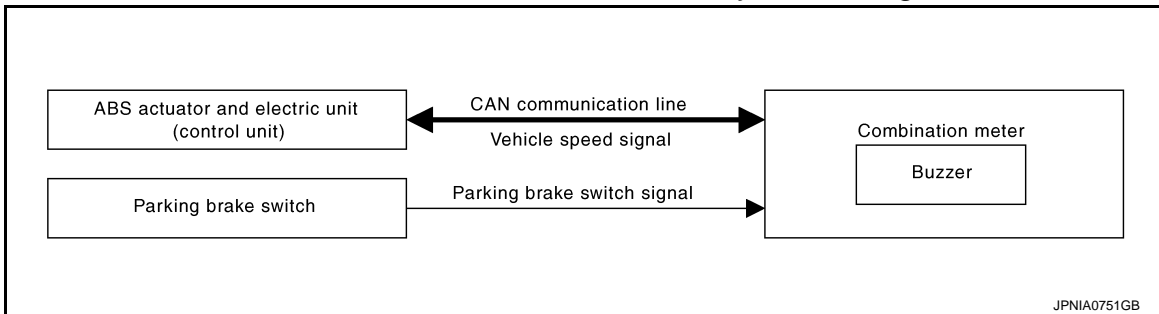 ABS actuator and electric unit
(control unit)
CAN communication line
Vehicle speed signal
Combination meter
Buzzer
Parking brake switch
Parking brake switch signal
JPNIA0751GB